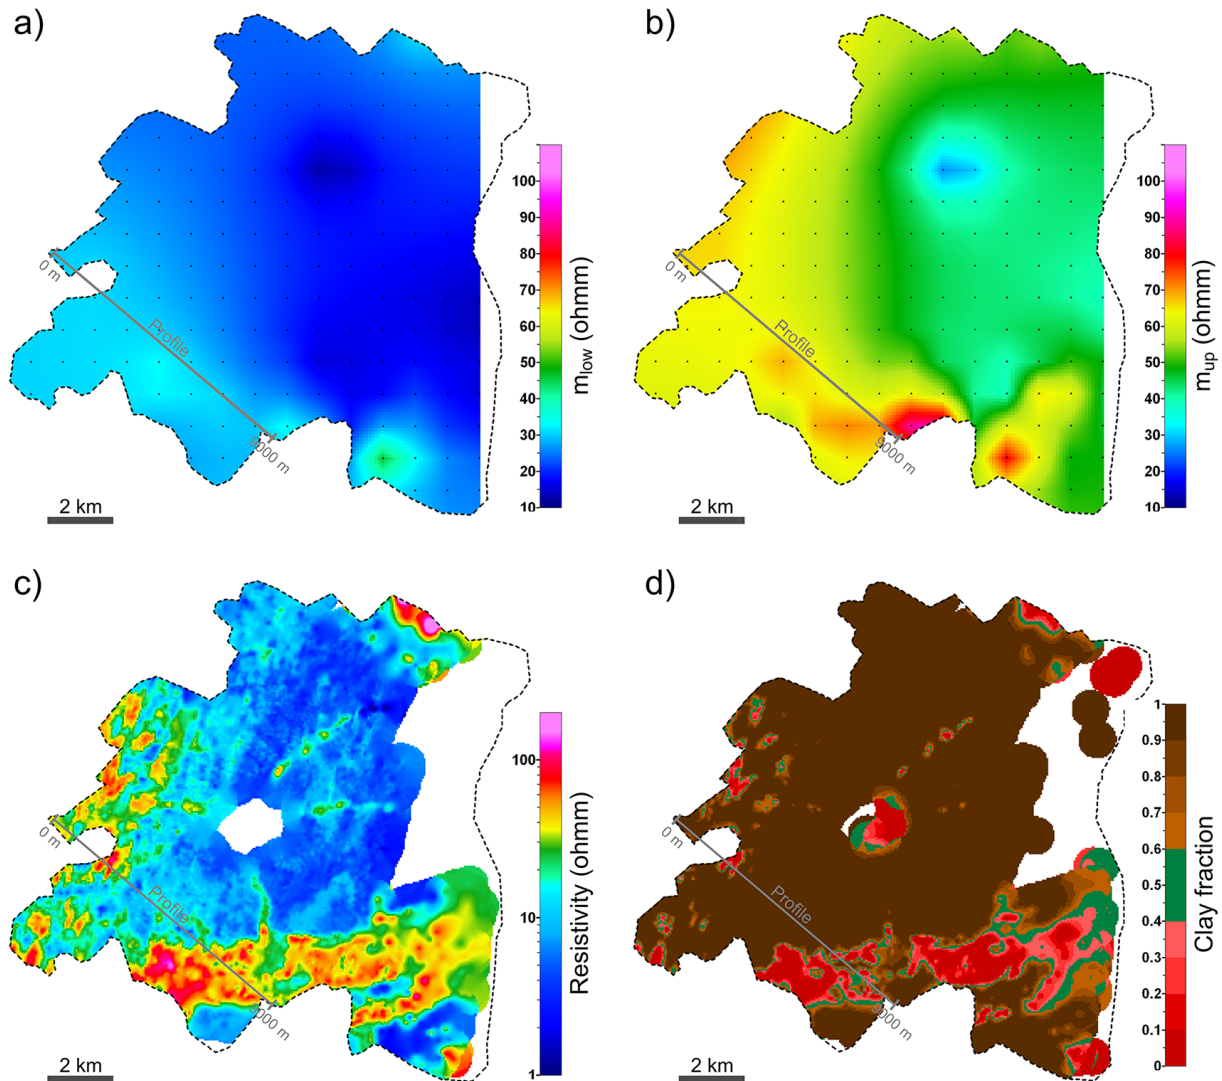 a)
0 m
Profile
9000 m
2 km
100
90
80
70
60
50
40
30
20
10
m_low (ohmm)
b)
0 m
Profile
9000 m
2 km
100
90
80
70
60
50
40
30
20
10
m_up (ohmm)
c)
0 m
Profile
9000 m
2 km
100
10
1
Resistivity (ohmm)
d)
0 m
Profile
9000 m
2 km
1
0.9
0.8
0.7
0.6
0.5
0.4
0.3
0.2
0.1
0
Clay fraction